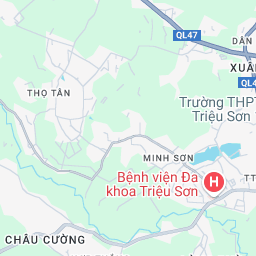 QL47
DÂN
QL
XUÂ
THỌ TÂN
Trường THPT
Triệu Sơn
MINH SƠN
Bệnh viện Đa
khoa Triệu Sơn
H
TT
CHÂU CƯỜNG